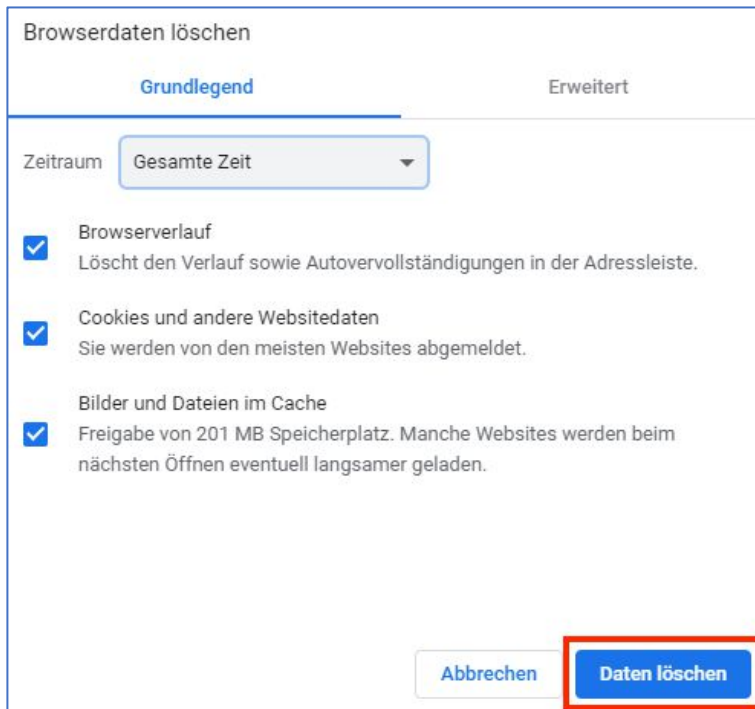 Browserdaten löschen
Grundlegend
Erweitert
Zeitraum
Gesamte Zeit
Browserverlauf
Löscht den Verlauf sowie Autovervollständigungen in der Adressleiste.
Cookies und andere Websitedaten
Sie werden von den meisten Websites abgemeldet.
Bilder und Dateien im Cache
Freigabe von 201 MB Speicherplatz. Manche Websites werden beim
nächsten Öffnen eventuell langsamer geladen.
Abbrechen
Daten löschen